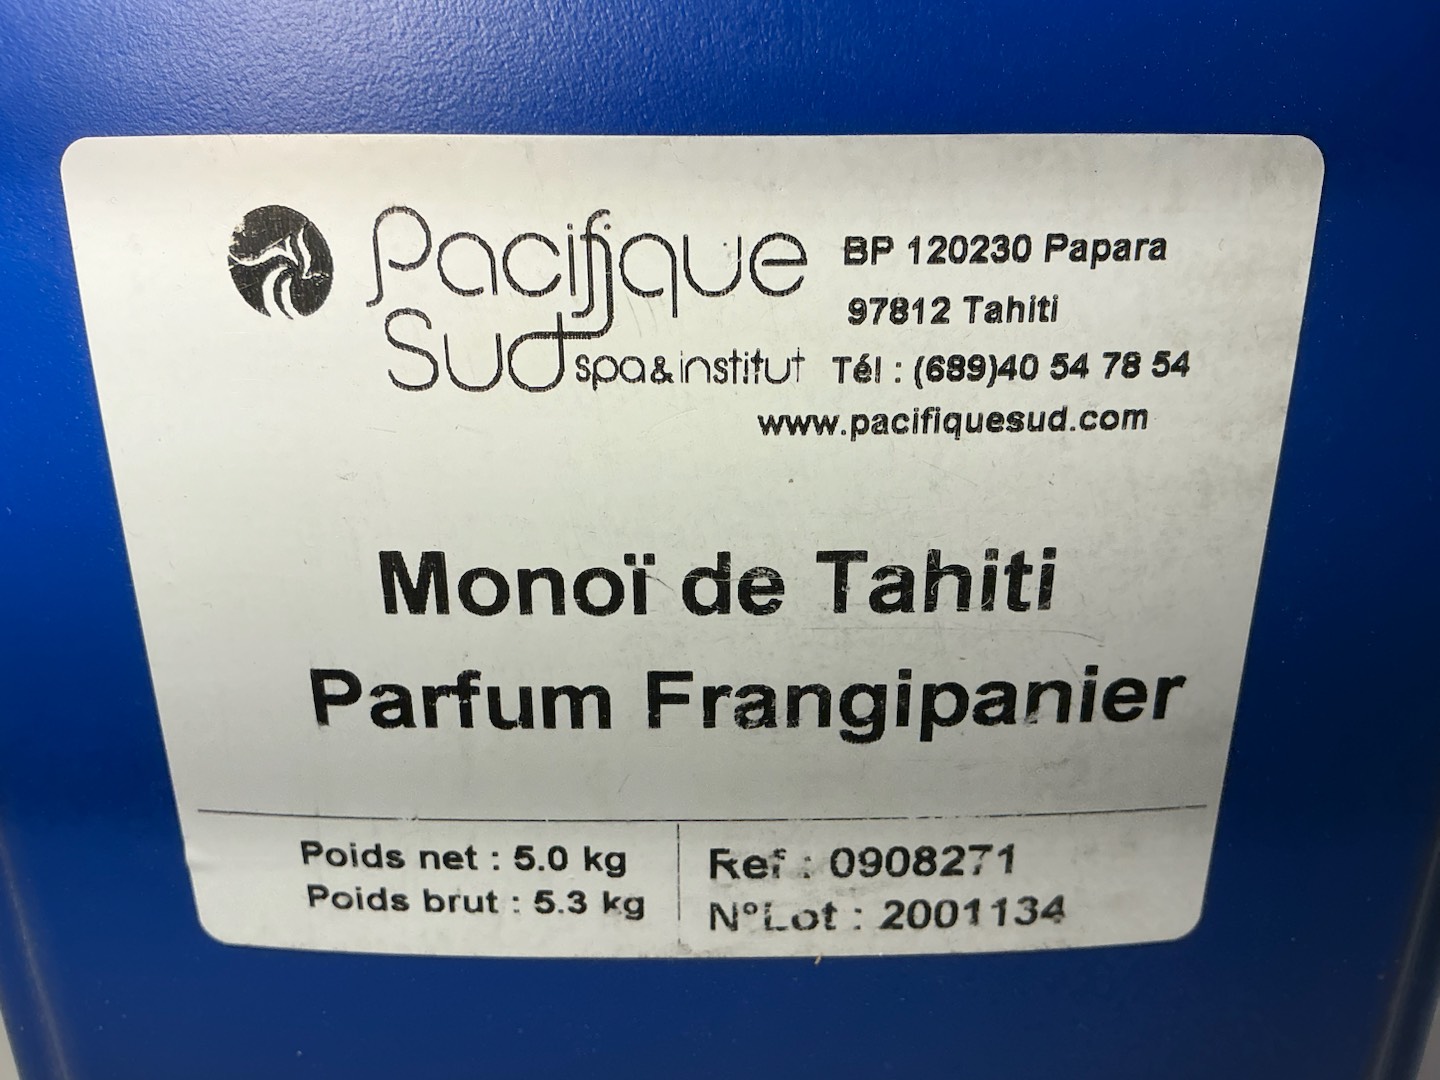 Pacifique
Sud spa & institut
BP 120230 Papara
97812 Tahiti
Tél : (689)40 54 78 54
www.pacifiquesud.com
Monoï de Tahiti
Parfum Frangipanier
Poids net : 5.0 kg
Poids brut : 5.3 kg
Ref : 0908271
N°Lot : 2001134